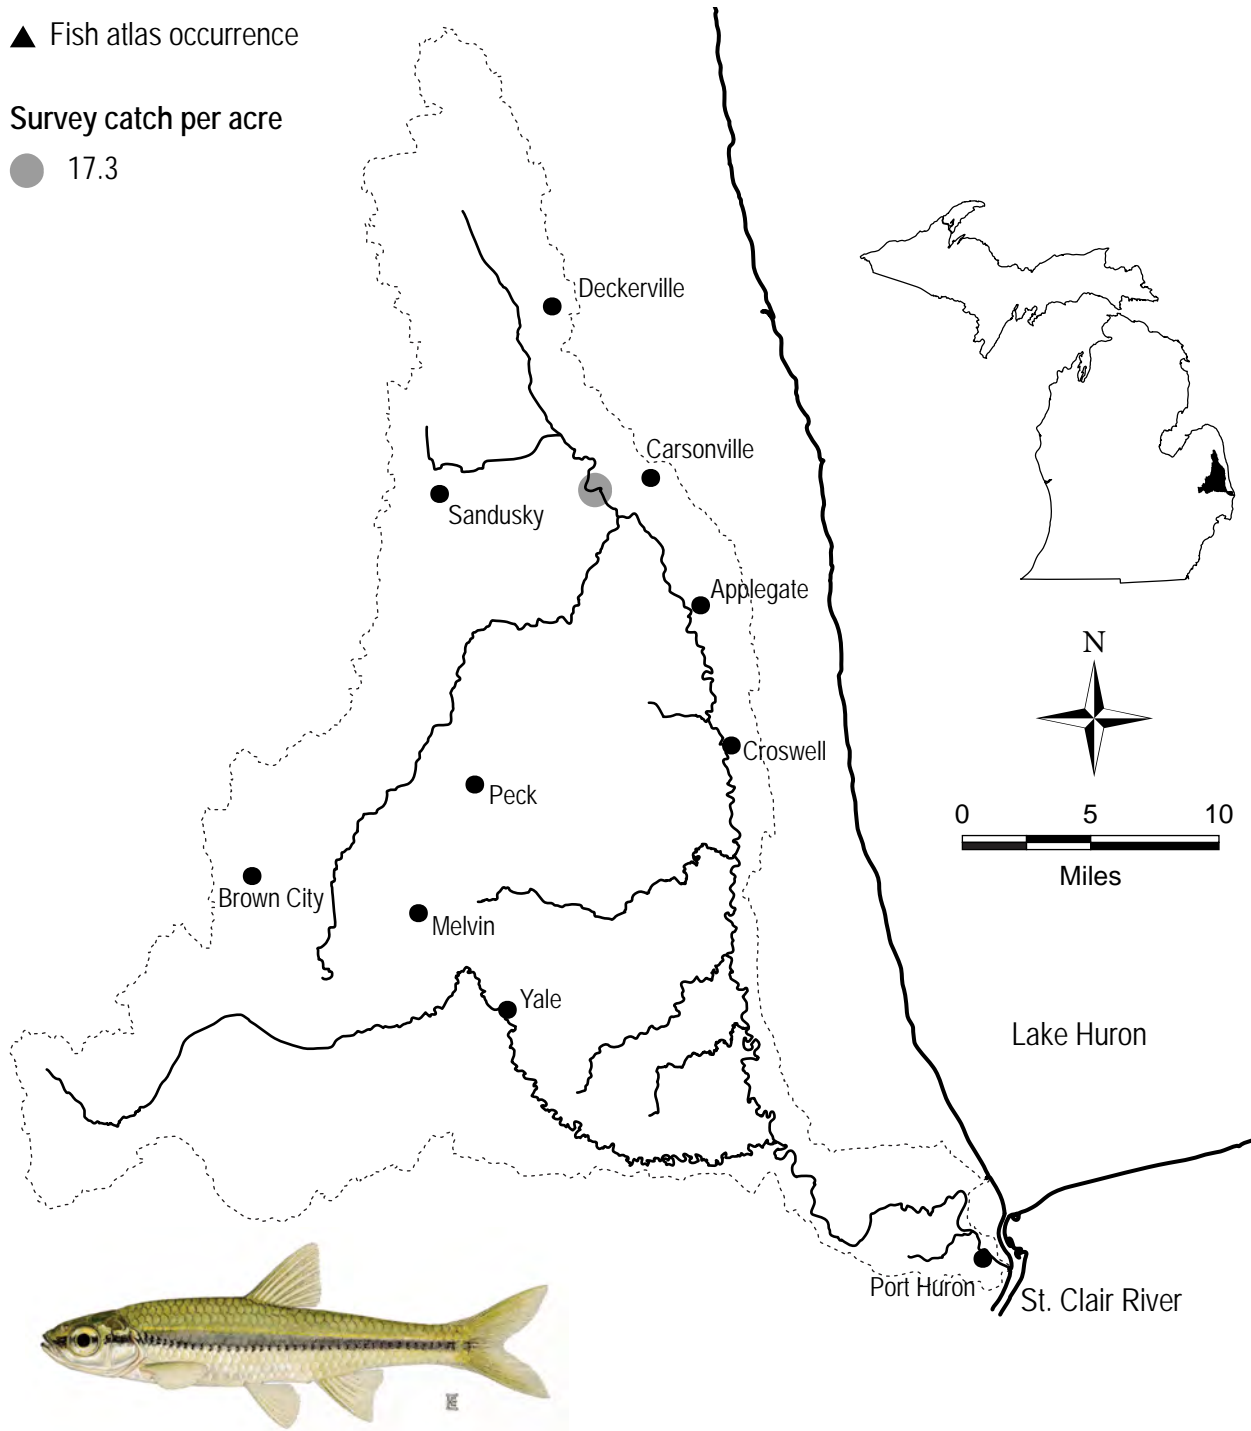 Fish atlas occurrence
Survey catch per acre
17.3
Deckerville
Carsonville
Sandusky
Applegate
N
Croswell
Peck
0 5 10
Miles
Brown City
Melvin
Yale
Lake Huron
Port Huron
St. Clair River